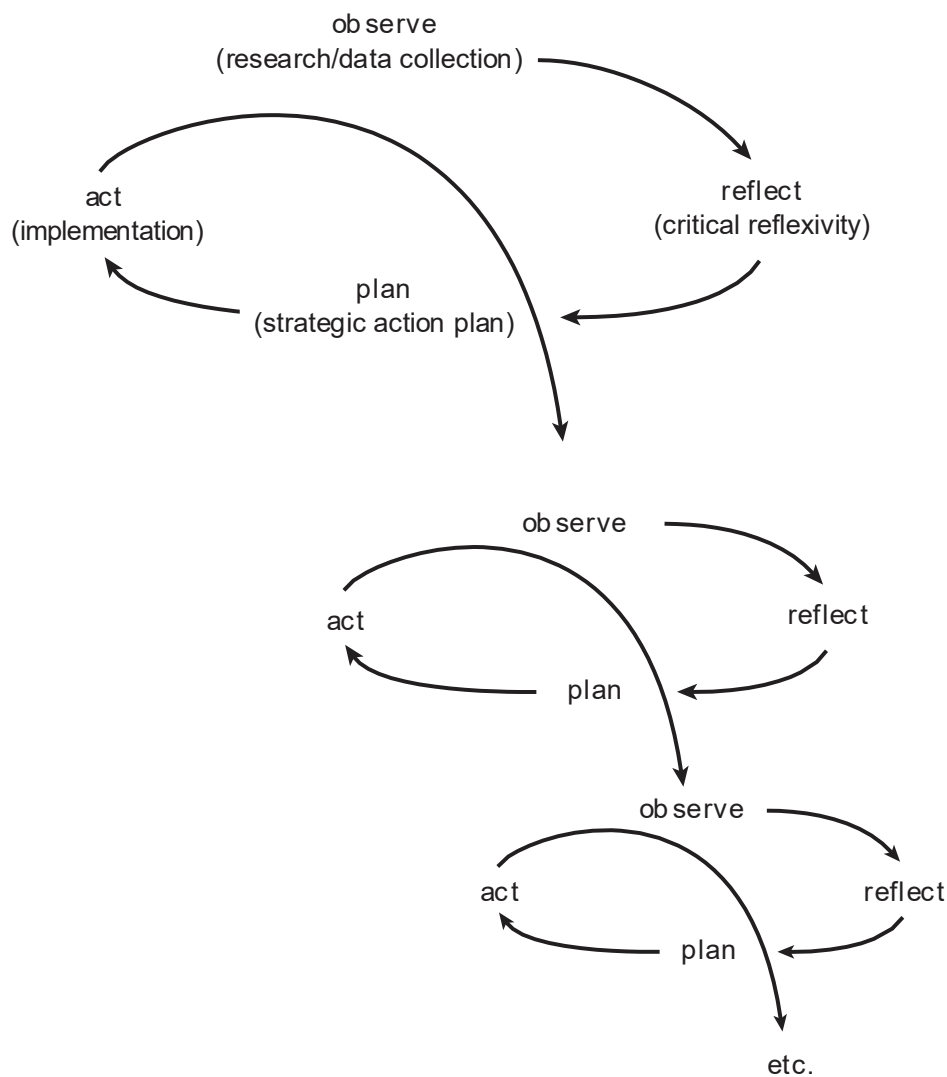 observe
(research/data collection)
reflect
(critical reflexivity)
act
(implementation)
plan
(strategic action plan)
observe
reflect
act
plan
observe
reflect
act
plan
etc.